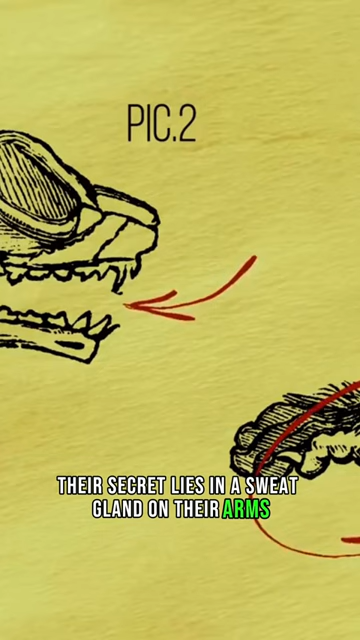 PIC.2
THEIR SECRET LIES IN A SWEAT
GLAND ON THEIR ARMS